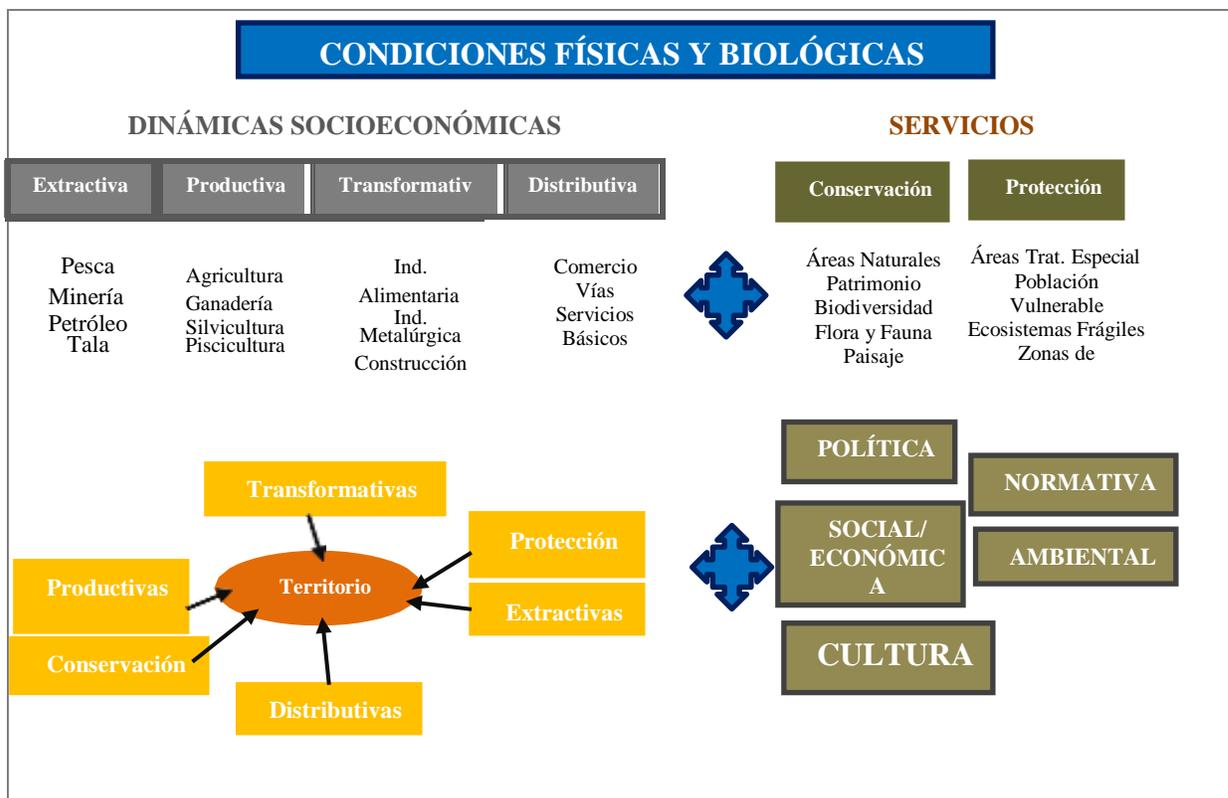 CONDICIONES FÍSICAS Y BIOLÓGICAS
DINÁMICAS SOCIOECONÓMICAS
SERVICIOS
Extractiva
Productiva
Transformativ
Distributiva
Conservación
Protección
Pesca
Minería
Petróleo
Tala
Agricultura
Ganadería
Silvicultura
Piscicultura
Ind.
Alimentaria
Ind.
Metalúrgica
Construcción
Comercio
Vías
Servicios
Básicos
Áreas Naturales
Patrimonio
Biodiversidad
Flora y Fauna
Paisaje
Áreas Trat. Especial
Población
Vulnerable
Ecosistemas Frágiles
Zonas de
Transformativas
Protección
Productivas
Territorio
Extractivas
Conservación
Distributivas
POLÍTICA
NORMATIVA
SOCIAL/
ECONÓMIC
A
AMBIENTAL
CULTURA